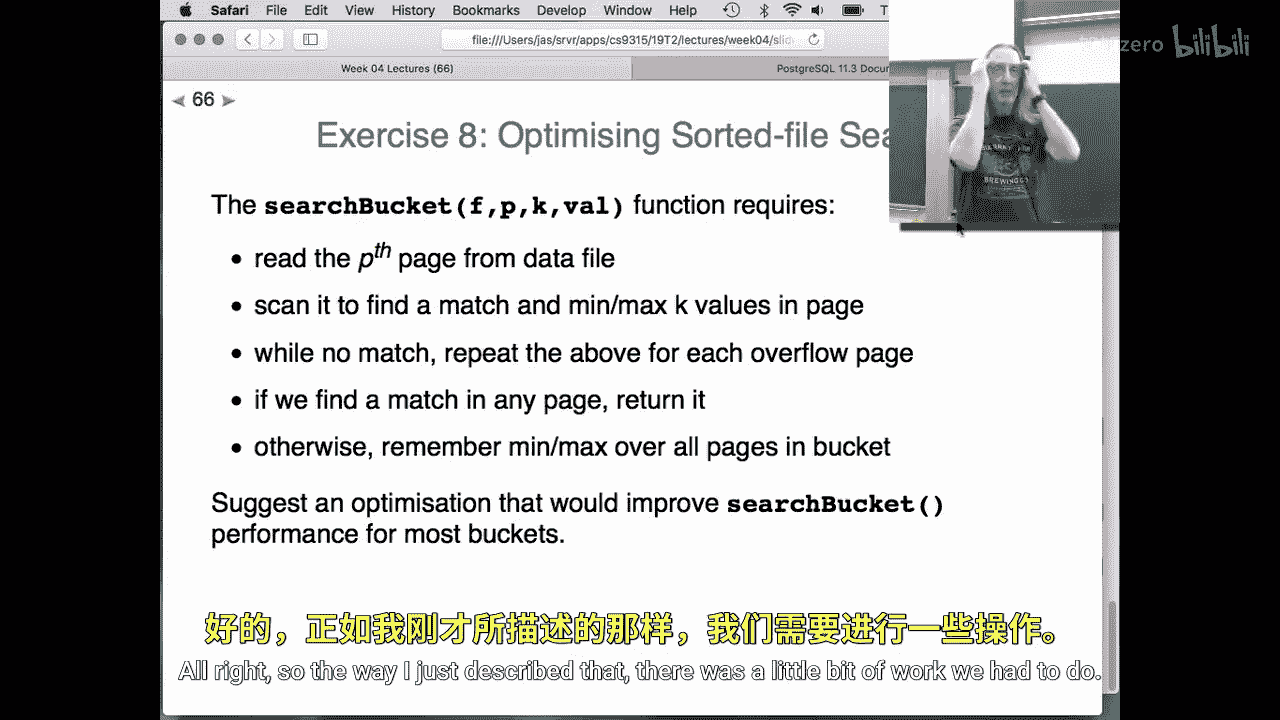 Safari File Edit View History Bookmarks Develop Window Help
file:///Users/jas/srvr/apps/cs9315/19T2/lectures/week04/slid
Week 04 Lectures (66)
PostgreSQL 11.3 Docu
zero bilibili
66
Exercise 8: Optimising Sorted-file Sea
The searchBucket(f,p,k,val) function requires:
• read the pth page from data file
• scan it to find a match and min/max k values in page
• while no match, repeat the above for each overflow page
• if we find a match in any page, return it
• otherwise, remember min/max over all pages in bucket
Suggest an optimisation that would improve searchBucket()
performance for most buckets.
BREWING CO
好的，正如我刚才所描述的那样，我们需要进行一些操作。
All right, so the way I just described that, there was a little bit of work we had to do.